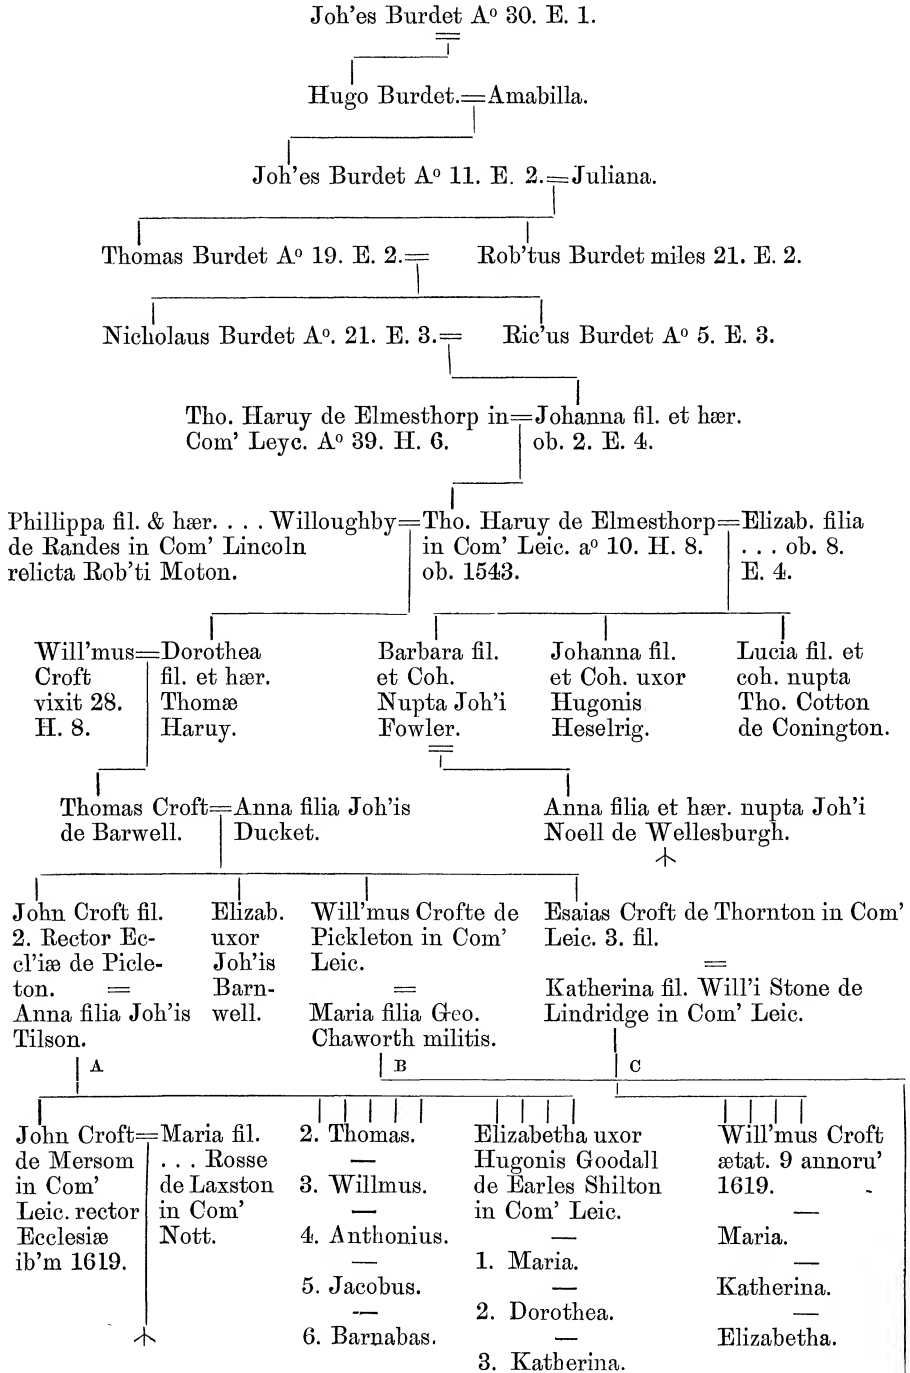 Joh'es Burdet Aº 30. E. 1.
Hugo Burdet.=Amabilla.
Joh'es Burdet Aº 11. E. 2.=Juliana.
Thomas Burdet Aº 19. E. 2.=
Rob'tus Burdet miles 21. E. 2.
Nicholaus Burdet Aº. 21. E. 3.=
Ric'us Burdet Aº 5. E. 3.
Tho. Haruy de Elmesthorp in=Johanna fil. et hær.
Com' Leyc. Aº 39. H. 6.
ob. 2. E. 4.
Phillippa fil. & hær. . . . Willoughby=Tho. Haruy de Elmesthorp=Elizab. filia
de Randes in Com' Lincoln
relicta Rob'ti Moton.
in Com' Leic. aº 10. H. 8.
ob. 1543.
. . . ob. 8.
E. 4.
Will'mus=Dorothea
Croft
vixit 28.
H. 8.
fil. et hær.
Thomæ
Haruy.
Barbara fil.
et Coh.
Nupta Joh'i
Fowler.
=
Johanna fil.
et Coh. uxor
Hugonis
Heselrig.
Lucia fil. et
coh. nupta
Tho. Cotton
de Conington.
Thomas Croft=Anna filia Joh'is
de Barwell.
Ducket.
Anna filia et hær. nupta Joh'i
Noell de Wellesburgh.
John Croft fil.
2. Rector Ec-
cl'iæ de Picle-
ton. =
Anna filia Joh'is
Tilson.
A
Elizab.
uxor
Joh'is
Barn-
well.
Will'mus Crofte de
Pickleton in Com'
Leic.
=
Maria filia Geo.
Chaworth militis.
B
Esaias Croft de Thornton in Com'
Leic. 3. fil.
=
Katherina fil. Will'i Stone de
Lindridge in Com' Leic.
C
John Croft=Maria fil.
de Mersom
in Com'
Leic. rector
Ecclesiæ
ib'm 1619.
. . . Rosse
de Laxston
in Com'
Nott.
2. Thomas.
—
3. Willmus.
—
4. Anthonius.
—
5. Jacobus.
—
6. Barnabas.
Elizabetha uxor
Hugonis Goodall
de Earles Shilton
in Com' Leic.
—
1. Maria.
—
2. Dorothea.
—
3. Katherina.
Will'mus Croft
ætat. 9 annoru'
1619.
—
Maria.
—
Katherina.
—
Elizabetha.